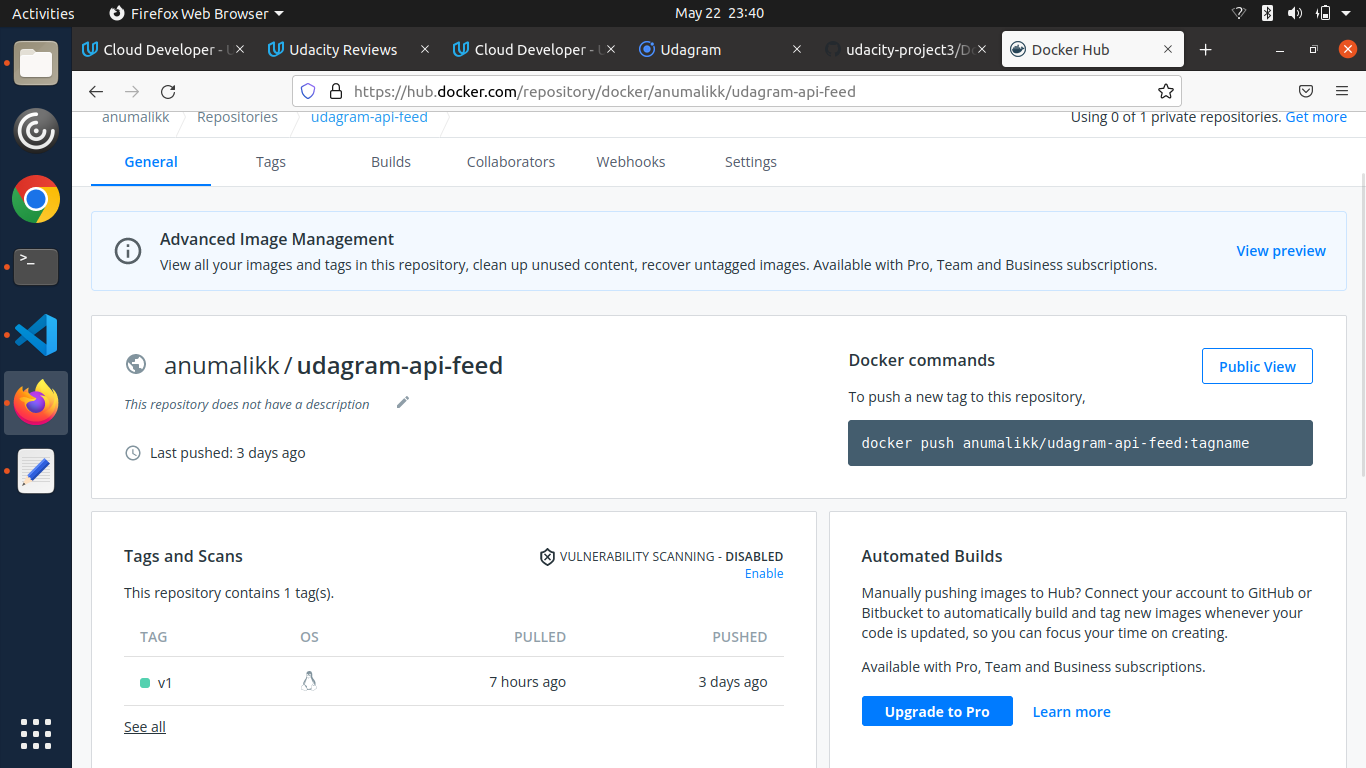 Activities Firefox Web Browser May 22 23:40
Cloud Developer - U Udacity Reviews Cloud Developer - U Udagram udacity-project3/Do Docker Hub
https://hub.docker.com/repository/docker/anumalikk/udagram-api-feed
anumalikk Repositories udagram-api-feed Using 0 of 1 private repositories. Get more
General Tags Builds Collaborators Webhooks Settings
Advanced Image Management
View all your images and tags in this repository, clean up unused content, recover untagged images. Available with Pro, Team and Business subscriptions.
View preview
anumalikk / udagram-api-feed
This repository does not have a description
Last pushed: 3 days ago
Docker commands
Public View
To push a new tag to this repository,
docker push anumalikk/udagram-api-feed:tagname
Tags and Scans
VULNERABILITY SCANNING - DISABLED
Enable
This repository contains 1 tag(s).
TAG OS PULLED PUSHED
v1 7 hours ago 3 days ago
See all
Automated Builds
Manually pushing images to Hub? Connect your account to GitHub or
Bitbucket to automatically build and tag new images whenever your
code is updated, so you can focus your time on creating.
Available with Pro, Team and Business subscriptions.
Upgrade to Pro Learn more